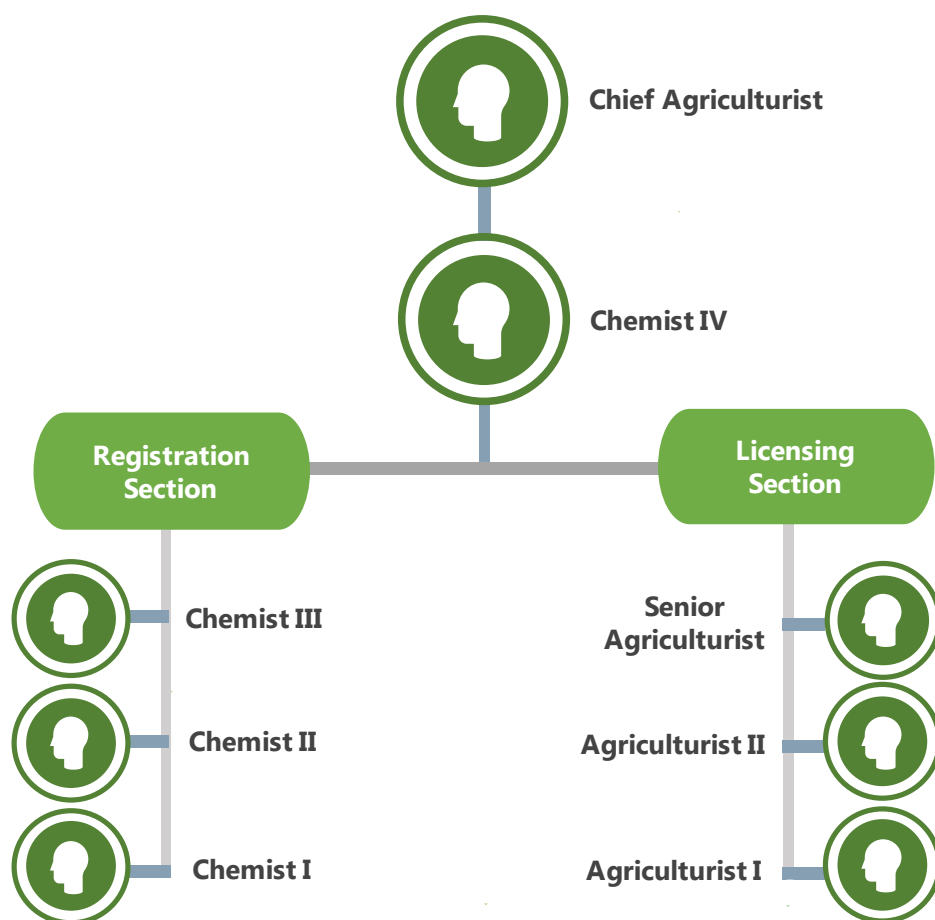 Chief Agriculturist
Chemist IV
Registration
Section
Licensing
Section
Chemist III
Chemist II
Chemist I
Senior
Agriculturist
Agriculturist II
Agriculturist I